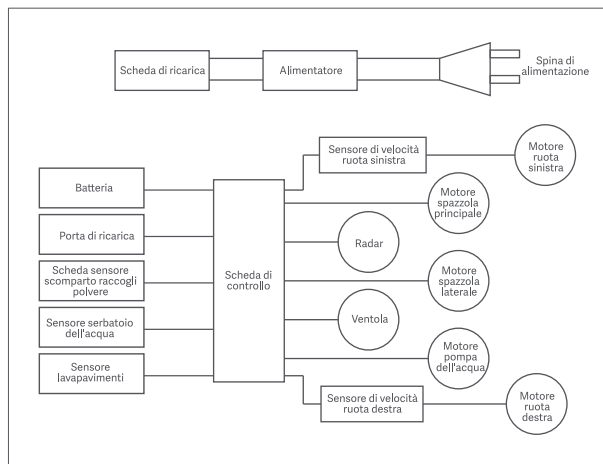 Scheda di ricarica
Alimentatore
Spina di
alimentazione
Sensore di velocità
ruota sinistra
Motore
ruota
sinistra
Batteria
Motore
spazzola
principale
Porta di ricarica
Radar
Scheda sensore
scomparto raccogli
polvere
Scheda di
controllo
Motore
spazzola
laterale
Sensore serbatoio
dell'acqua
Ventola
Sensore
lavapavimenti
Motore
pompa
dell'acqua
Sensore di velocità
ruota destra
Motore
ruota
destra